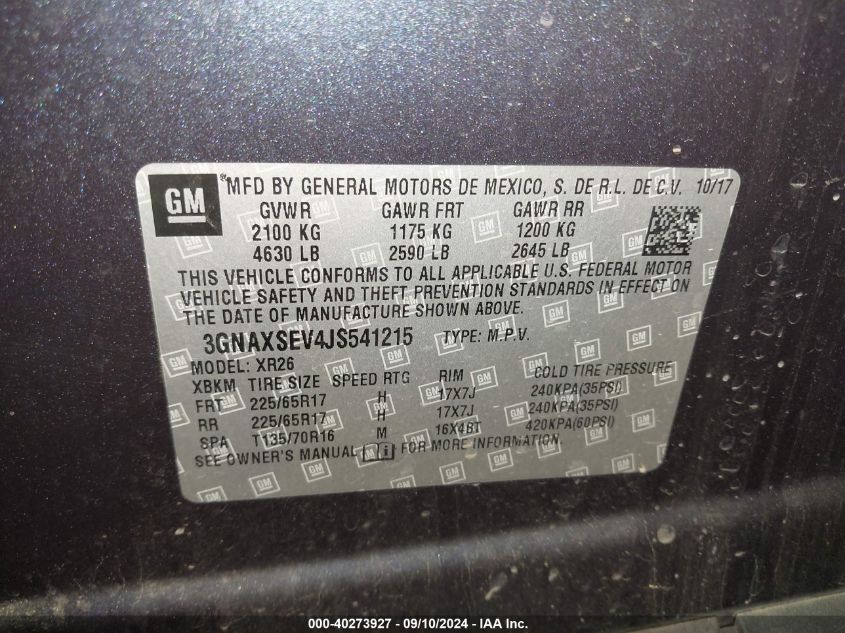 GM ® MFD BY GENERAL MOTORS DE MEXICO, S. DE R.L. DE C.V. 10/17
GVWR GAWR FRT GAWR RR
2100 KG 1175 KG 1200 KG
4630 LB 2590 LB 2645 LB
THIS VEHICLE CONFORMS TO ALL APPLICABLE U.S. FEDERAL MOTOR
VEHICLE SAFETY AND THEFT PREVENTION STANDARDS IN EFFECT ON
THE DATE OF MANUFACTURE SHOWN ABOVE.
3GNAXSEV4JS541215 TYPE: M.P.V.
MODEL: XR26
XBKM TIRE SIZE SPEED RTG RIM COLD TIRE PRESSURE
FRT 225/65R17 H 17X7J 240KPA(35PSI)
RR 225/65R17 H 17X7J 240KPA(35PSI)
SPA T135/70R16 M 16X4BT 420KPA(60PSI)
SEE OWNER'S MANUAL FOR MORE INFORMATION.
000-40273927 - 09/10/2024 - IAA Inc.